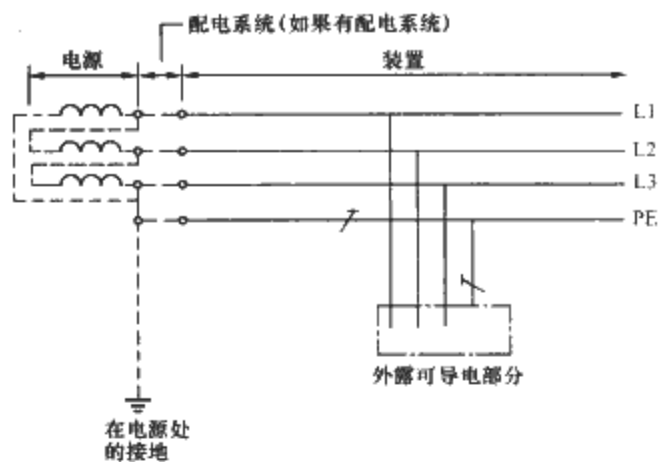 配电系统(如果有配电系统)
电源
装置
L1
L2
L3
PE
外露可导电部分
在电源处
的接地